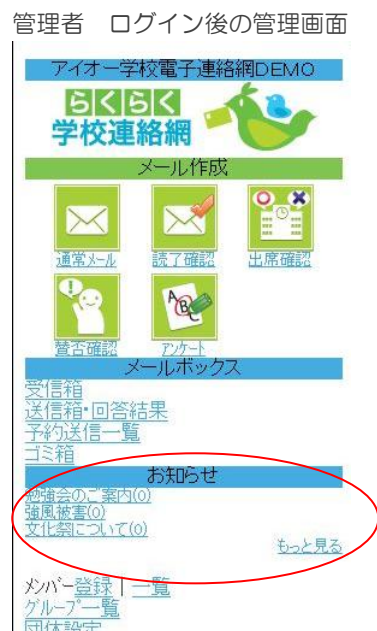 管理者　ログイン後の管理画面
アイオー学校電子連絡網DEMO
らくらく
学校連絡網
メール作成
通常メール 読了確認 出席確認
ABC
賛否確認 アンケート
メールボックス
受信箱
送信箱・回答結果
予約送信一覧
ゴミ箱
お知らせ
勉強会のご案内(0)
強風被害(0)
文化祭について(0)
もっと見る
メンバー登録 | 一覧
グループ一覧
団体設定